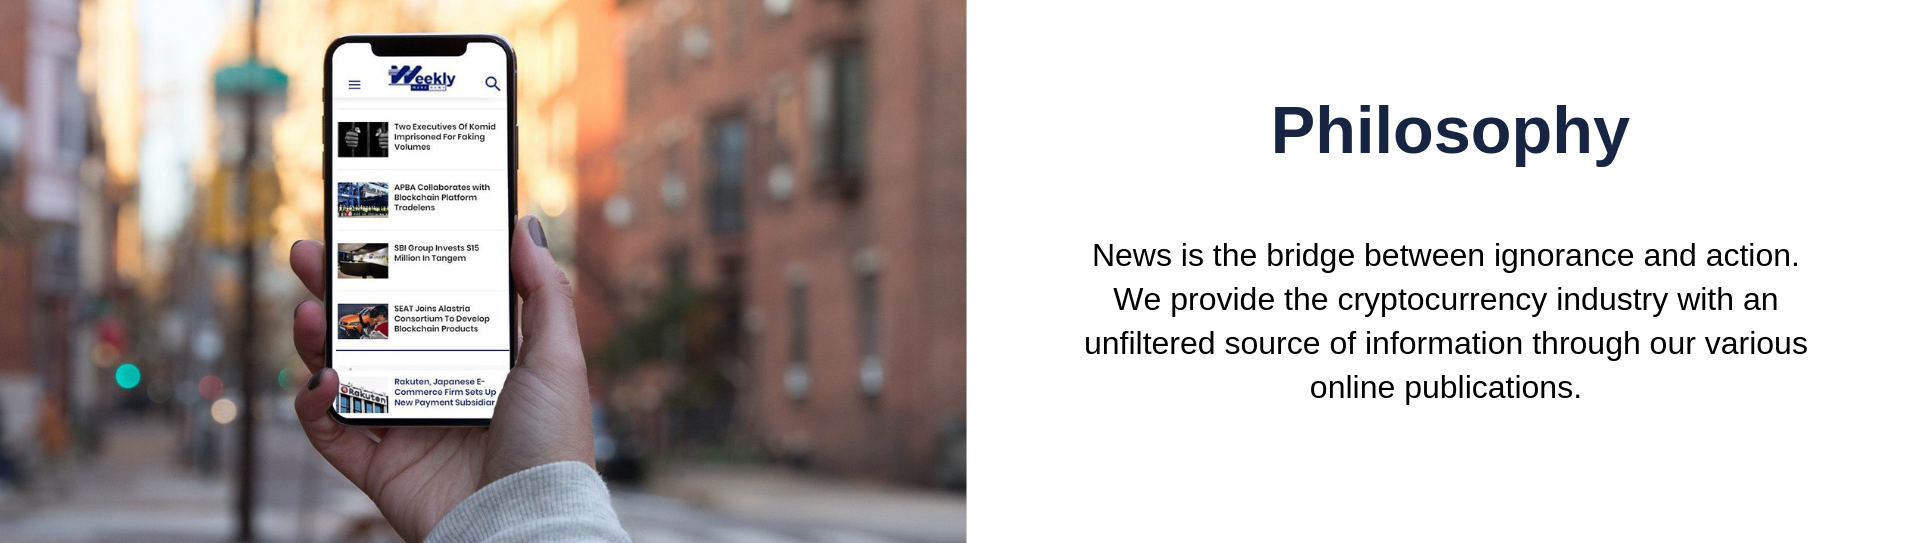 Weekly
Two Executives Of Komid
Imprisoned For Faking
Volumes
APBA Collaborates with
Blockchain Platform
Tradelens
SBI Group Invests $15
Million In Tangem
SEAT Joins Alastria
Consortium To Develop
Blockchain Products
Rakuten
Rakuten, Japanese E-
Commerce Firm Sets Up
New Payment Subsidiar
Philosophy
News is the bridge between ignorance and action.
We provide the cryptocurrency industry with an
unfiltered source of information through our various
online publications.